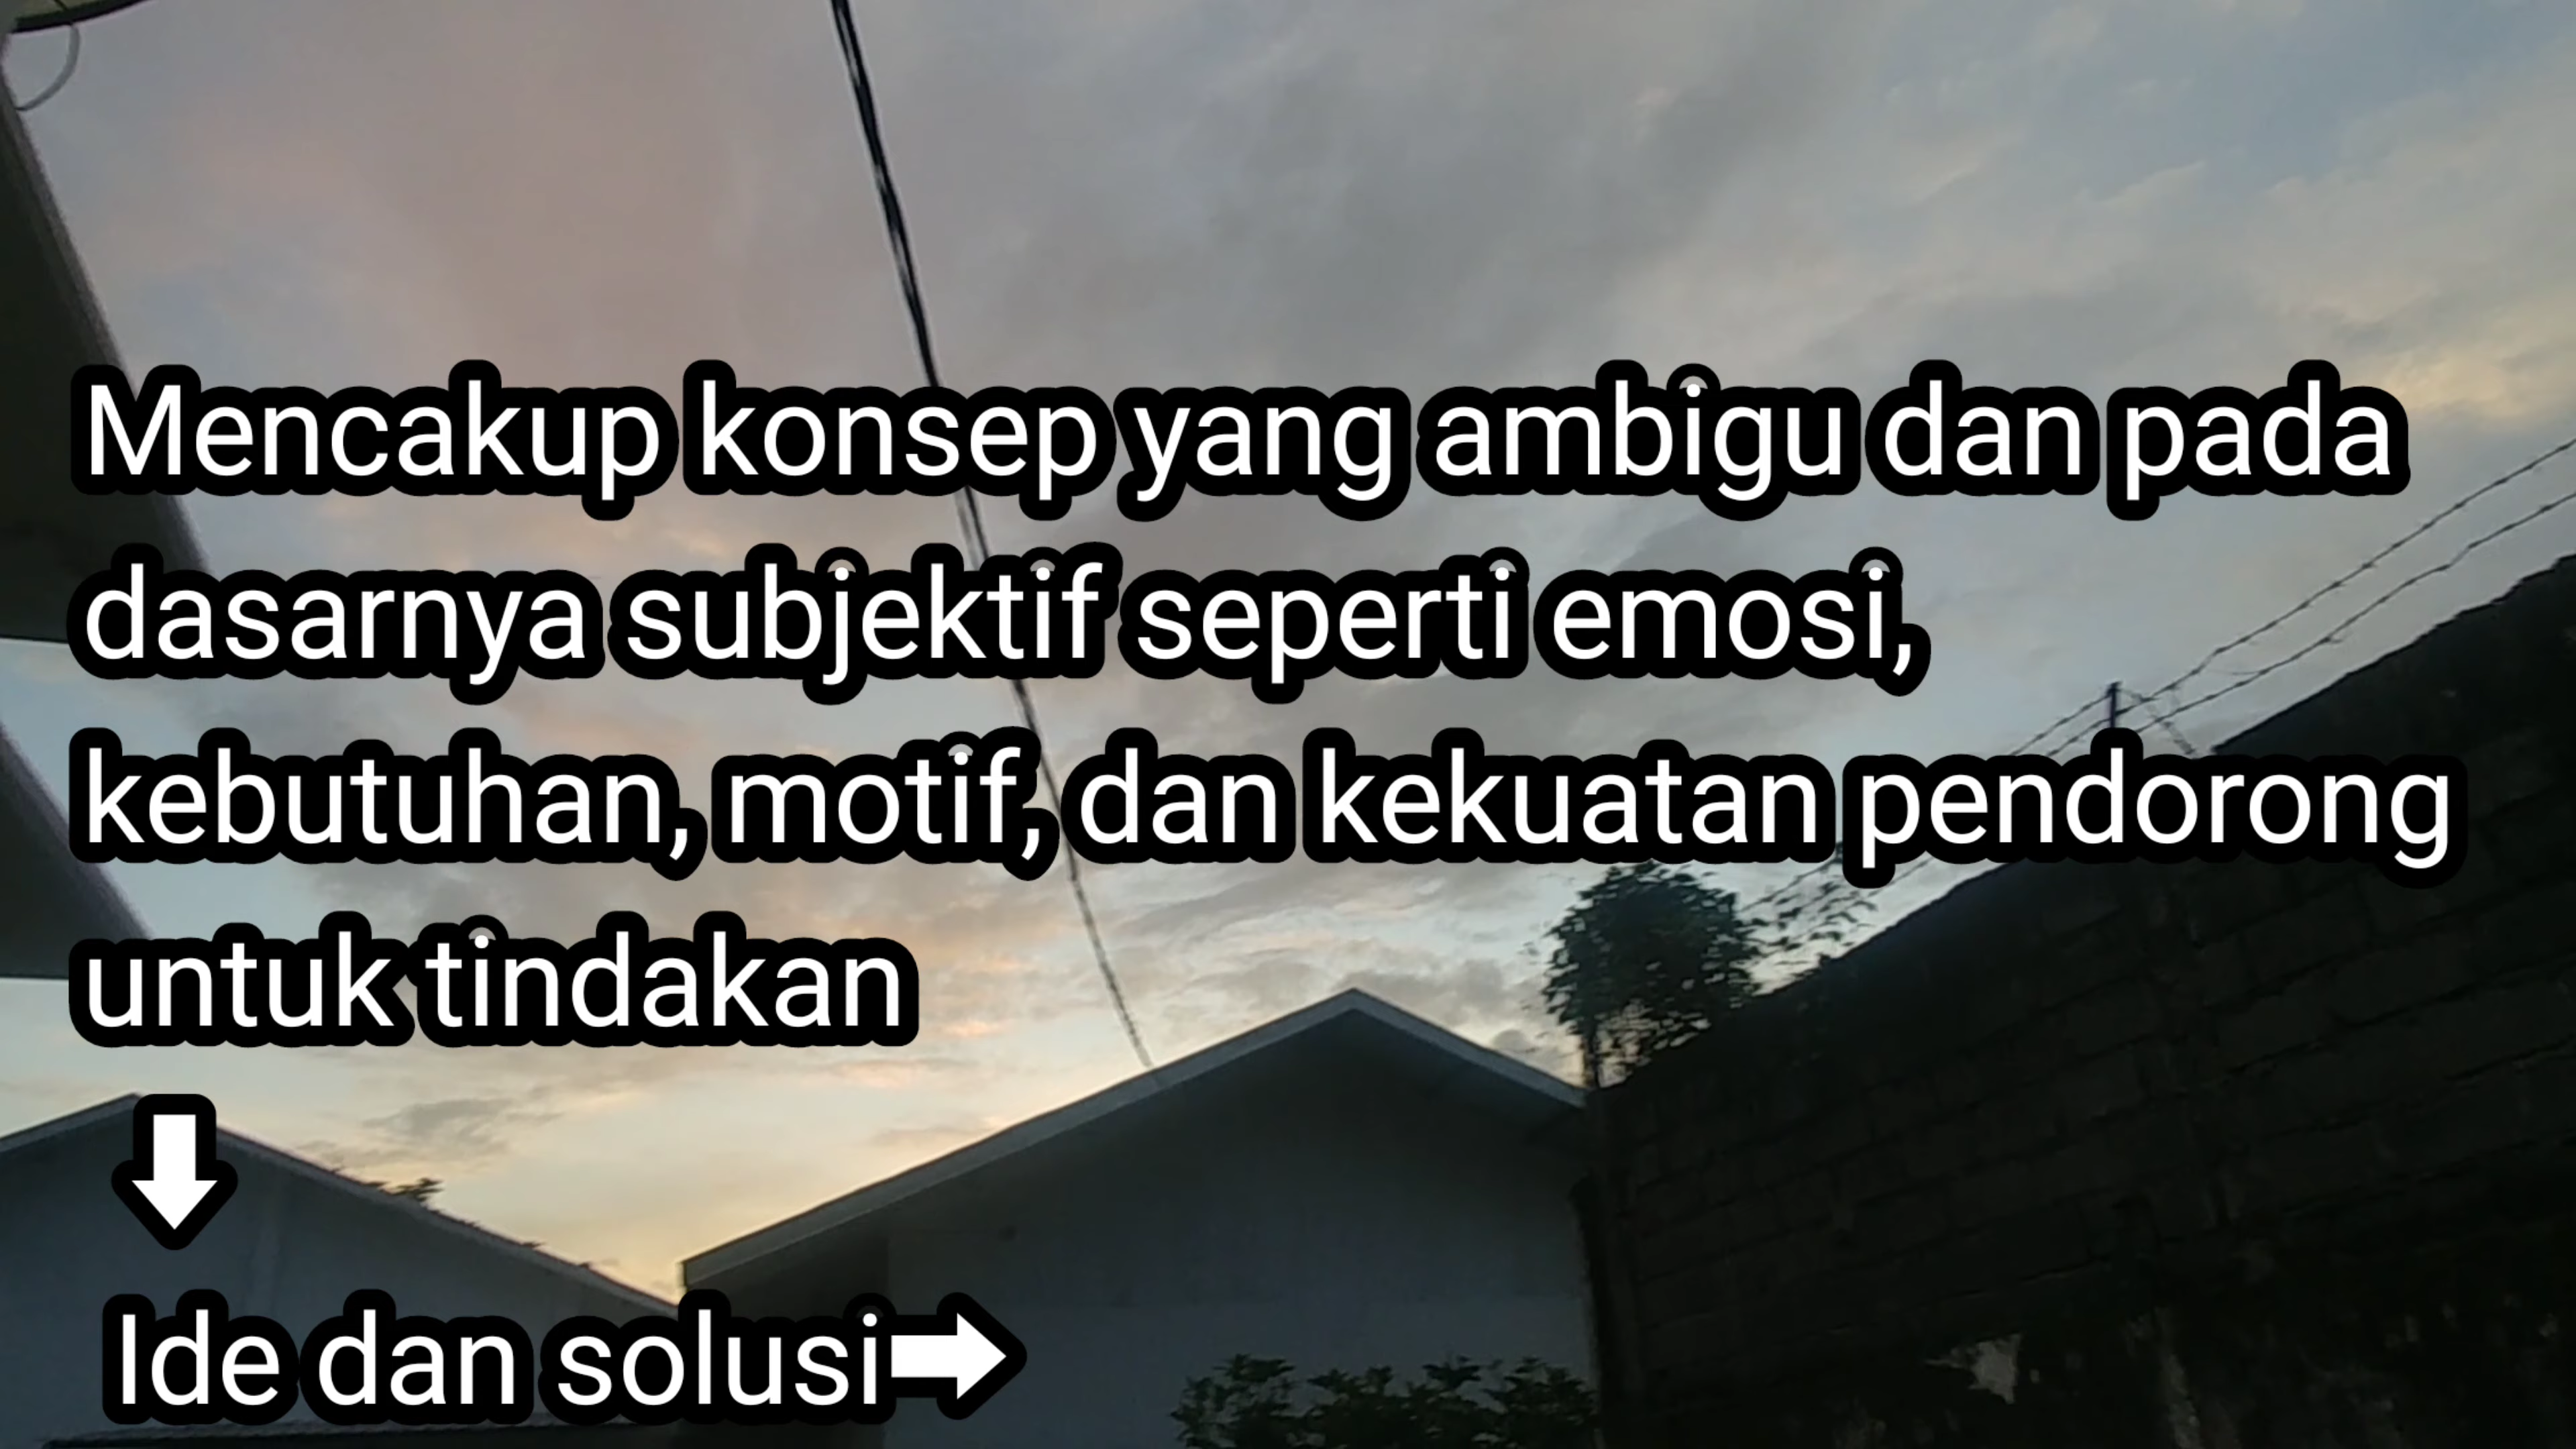 Mencakup konsep yang ambigu dan pada
dasarnya subjektif seperti emosi,
kebutuhan, motif, dan kekuatan pendorong
untuk tindakan
⬇
Ide dan solusi➡